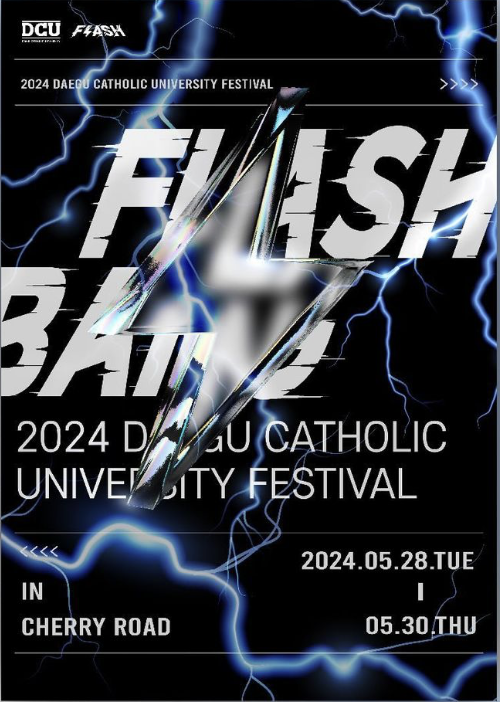 DCU FLASH
2024 DAEGU CATHOLIC UNIVERSITY FESTIVAL >>>>
FLASH
BANG
2024 DAEGU CATHOLIC
UNIVERSITY FESTIVAL
<<<<
2024.05.28.TUE
IN
CHERRY ROAD
05.30.THU